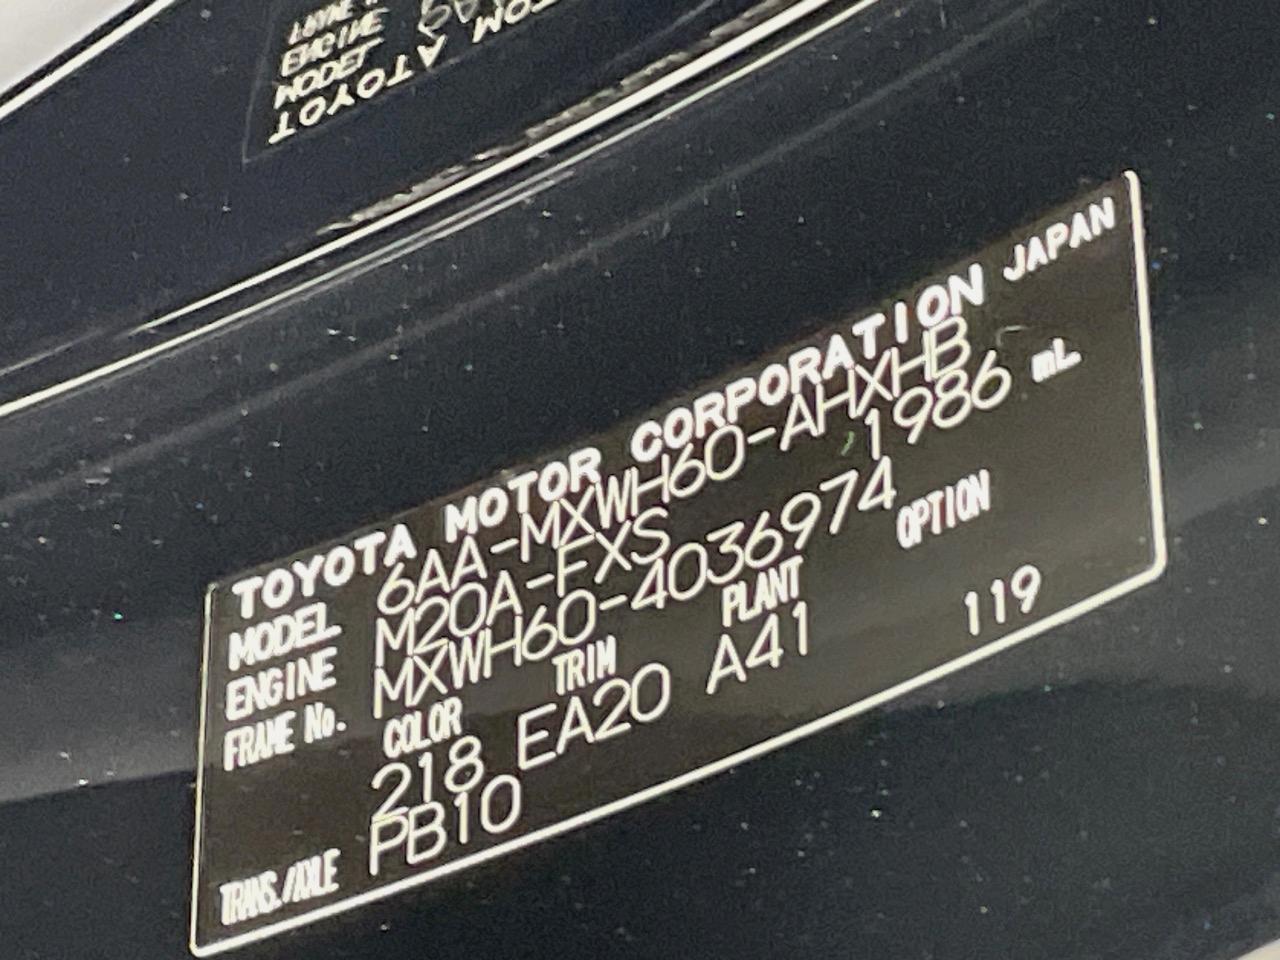 TOYOTA MOTOR CORPORATION JAPAN
MODEL 6AA-MXWH60-AHXHB
ENGINE M20A-FXS 1986 mL
FRAME No. MXWH60-4036974
COLOR TRIM PLANT OPTION
218 EA20 A41 119
TRANS./AXLE PB10